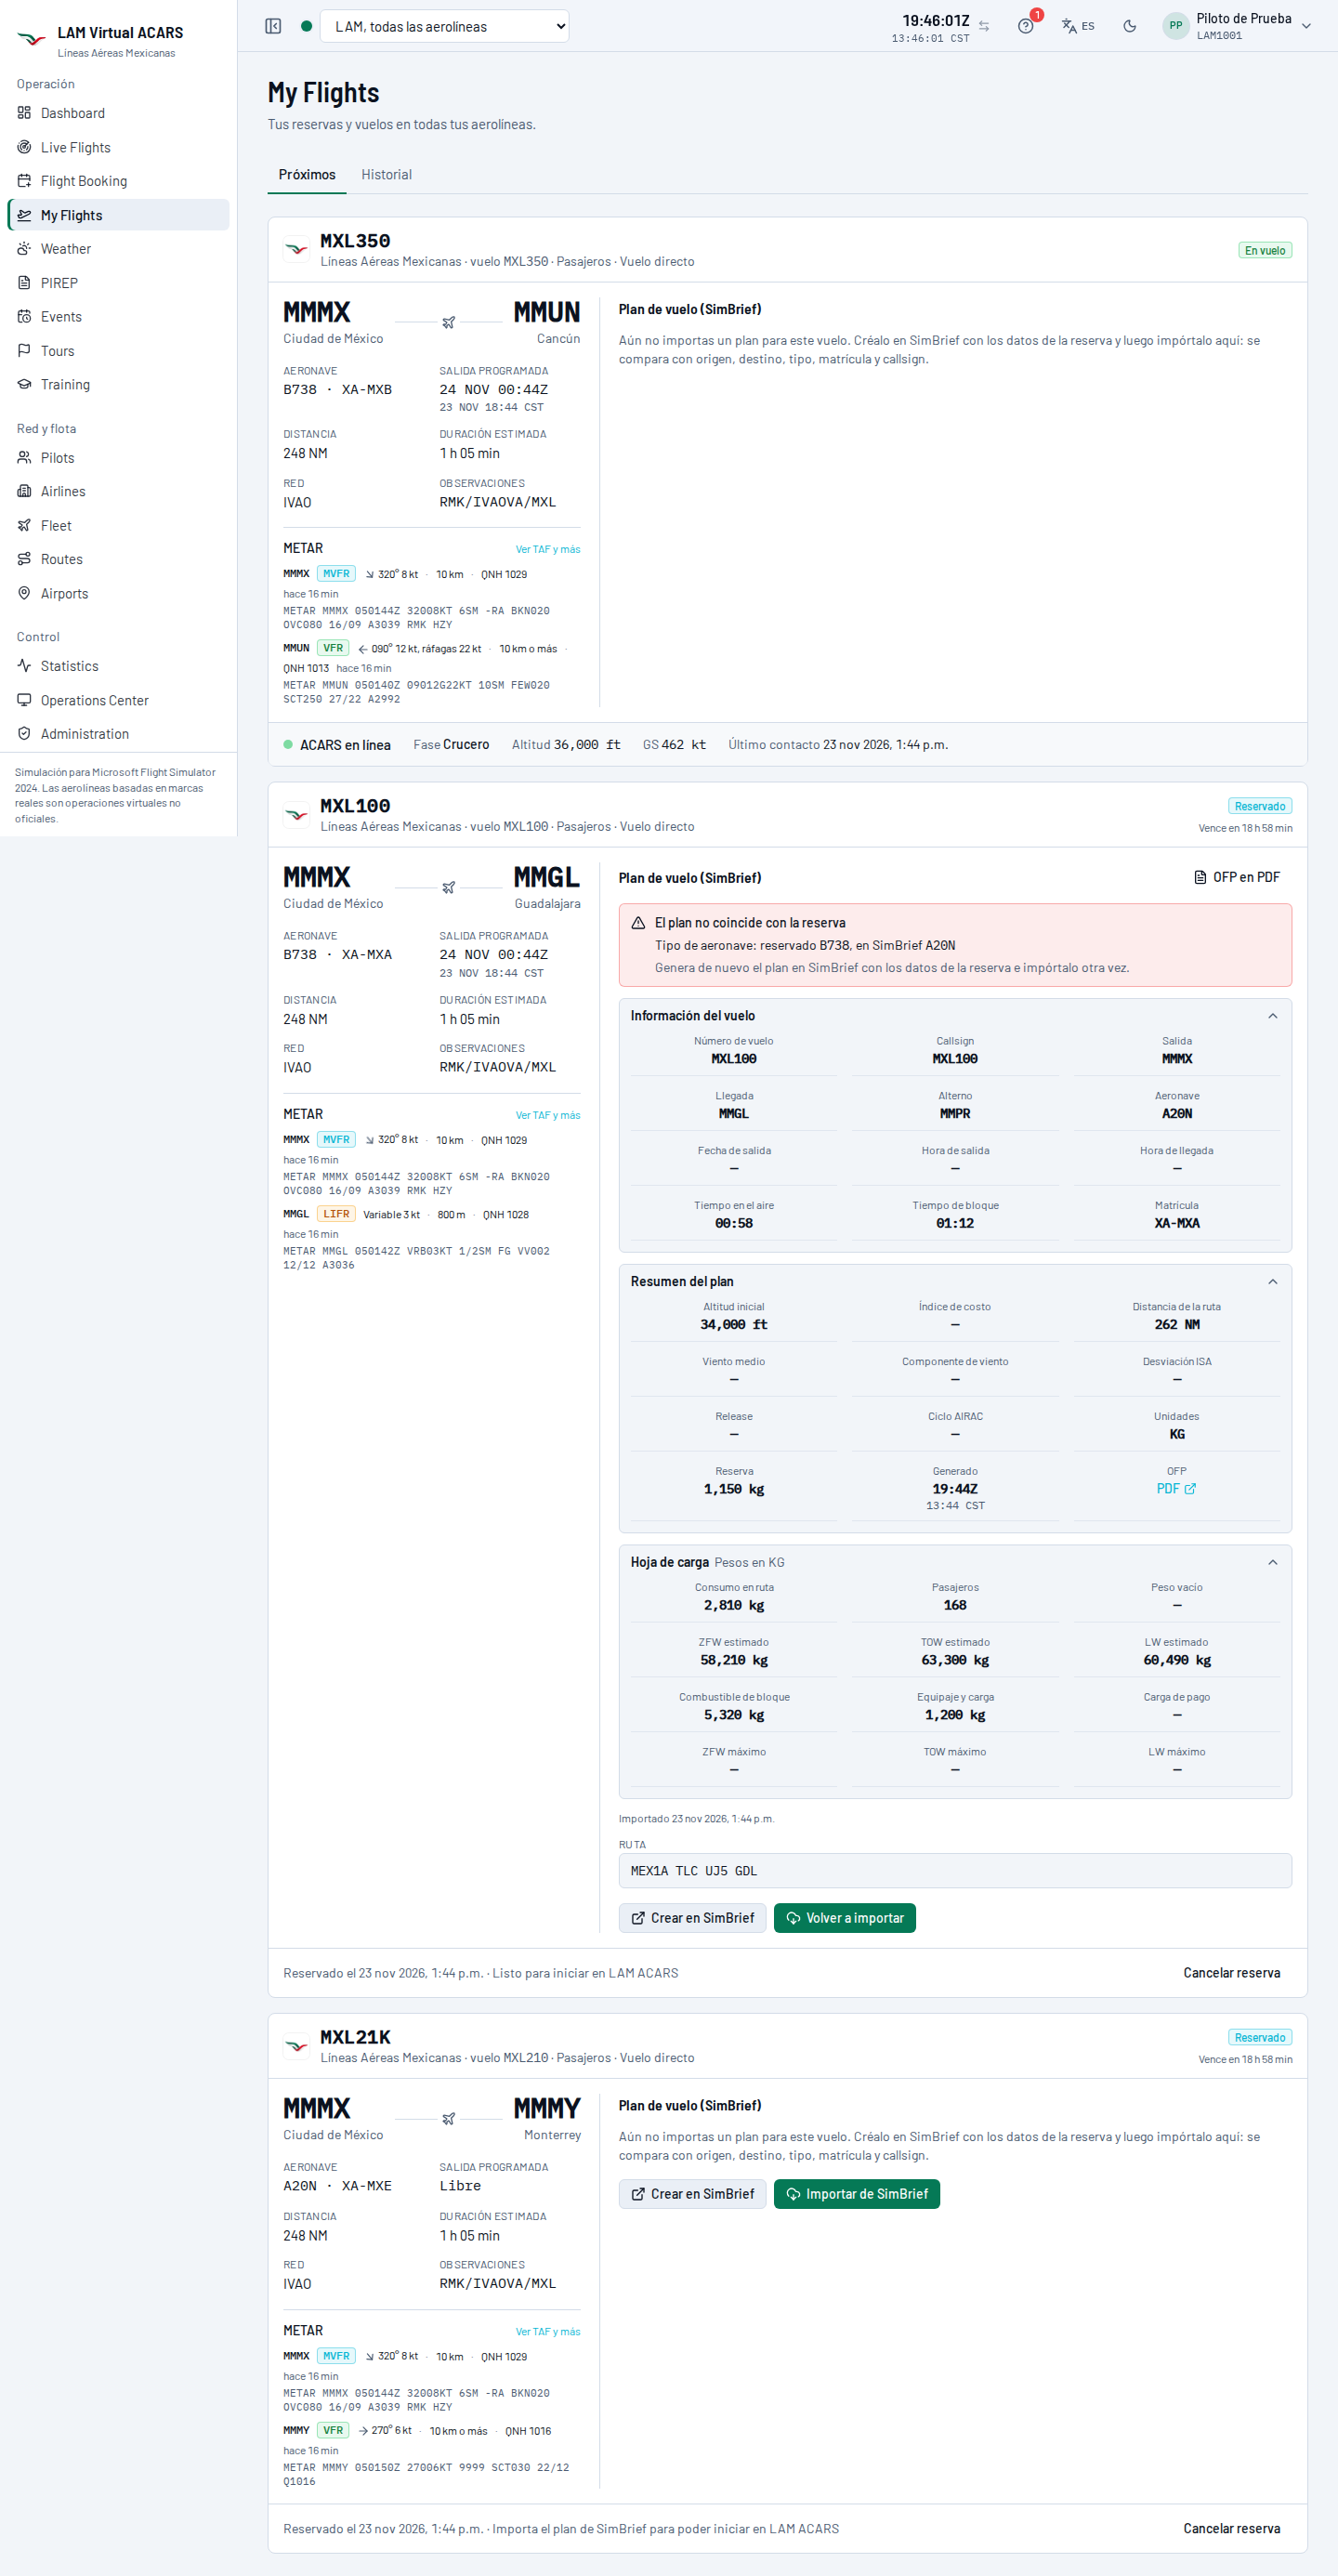 LAM Virtual ACARS
Líneas Aéreas Mexicanas
Operación
Dashboard
Live Flights
Flight Booking
My Flights
Weather
PIREP
Events
Tours
Training
Red y flota
Pilots
Airlines
Fleet
Routes
Airports
Control
Statistics
Operations Center
Administration
Simulación para Microsoft Flight Simulator
2024. Las aerolíneas basadas en marcas
reales son operaciones virtuales no
oficiales.
LAM, todas las aerolíneas
19:46:01Z
13:46:01 CST
1
ES
PP
Piloto de Prueba
LAM1001
My Flights
Tus reservas y vuelos en todas tus aerolíneas.
Próximos
Historial
MXL350
Líneas Aéreas Mexicanas · vuelo MXL350 · Pasajeros · Vuelo directo
En vuelo
MMMX
MMUN
Ciudad de México
Cancún
AERONAVE
SALIDA PROGRAMADA
B738 · XA-MXB
24 NOV 00:44Z
23 NOV 18:44 CST
DISTANCIA
DURACIÓN ESTIMADA
248 NM
1 h 05 min
RED
OBSERVACIONES
IVAO
RMK/IVAOVA/MXL
METAR
Ver TAF y más
MMMX MVFR 320° 8 kt · 10 km · QNH 1029
hace 16 min
METAR MMMX 050144Z 32008KT 6SM -RA BKN020
OVC080 16/09 A3039 RMK HZY
MMUN VFR 090° 12 kt, ráfagas 22 kt · 10 km o más ·
QNH 1013 hace 16 min
METAR MMUN 050140Z 09012G22KT 10SM FEW020
SCT250 27/22 A2992
Plan de vuelo (SimBrief)
Aún no importas un plan para este vuelo. Créalo en SimBrief con los datos de la reserva y luego impórtalo aquí: se
compara con origen, destino, tipo, matrícula y callsign.
ACARS en línea
Fase Crucero
Altitud 36,000 ft
GS 462 kt
Último contacto 23 nov 2026, 1:44 p.m.
MXL100
Líneas Aéreas Mexicanas · vuelo MXL100 · Pasajeros · Vuelo directo
Reservado
Vence en 18 h 58 min
MMMX
MMGL
Ciudad de México
Guadalajara
AERONAVE
SALIDA PROGRAMADA
B738 · XA-MXA
24 NOV 00:44Z
23 NOV 18:44 CST
DISTANCIA
DURACIÓN ESTIMADA
248 NM
1 h 05 min
RED
OBSERVACIONES
IVAO
RMK/IVAOVA/MXL
METAR
Ver TAF y más
MMMX MVFR 320° 8 kt · 10 km · QNH 1029
hace 16 min
METAR MMMX 050144Z 32008KT 6SM -RA BKN020
OVC080 16/09 A3039 RMK HZY
MMGL LIFR Variable 3 kt · 800 m · QNH 1028
hace 16 min
METAR MMGL 050142Z VRB03KT 1/2SM FG VV002
12/12 A3036
Plan de vuelo (SimBrief)
OFP en PDF
El plan no coincide con la reserva
Tipo de aeronave: reservado B738, en SimBrief A20N
Genera de nuevo el plan en SimBrief con los datos de la reserva e impórtalo otra vez.
Información del vuelo
Número de vuelo
Callsign
Salida
MXL100
MXL100
MMMX
Llegada
Alterno
Aeronave
MMGL
MMPR
A20N
Fecha de salida
Hora de salida
Hora de llegada
—
—
—
Tiempo en el aire
Tiempo de bloque
Matrícula
00:58
01:12
XA-MXA
Resumen del plan
Altitud inicial
Índice de costo
Distancia de la ruta
34,000 ft
—
262 NM
Viento medio
Componente de viento
Desviación ISA
—
—
—
Release
Ciclo AIRAC
Unidades
—
—
KG
Reserva
Generado
OFP
1,150 kg
19:44Z
PDF
13:44 CST
Hoja de carga Pesos en KG
Consumo en ruta
Pasajeros
Peso vacío
2,810 kg
168
—
ZFW estimado
TOW estimado
LW estimado
58,210 kg
63,300 kg
60,490 kg
Combustible de bloque
Equipaje y carga
Carga de pago
5,320 kg
1,200 kg
—
ZFW máximo
TOW máximo
LW máximo
—
—
—
Importado 23 nov 2026, 1:44 p.m.
RUTA
MEX1A TLC UJ5 GDL
Crear en SimBrief
Volver a importar
Reservado el 23 nov 2026, 1:44 p.m. · Listo para iniciar en LAM ACARS
Cancelar reserva
MXL21K
Líneas Aéreas Mexicanas · vuelo MXL210 · Pasajeros · Vuelo directo
Reservado
Vence en 18 h 58 min
MMMX
MMMY
Ciudad de México
Monterrey
AERONAVE
SALIDA PROGRAMADA
A20N · XA-MXE
Libre
DISTANCIA
DURACIÓN ESTIMADA
248 NM
1 h 05 min
RED
OBSERVACIONES
IVAO
RMK/IVAOVA/MXL
METAR
Ver TAF y más
MMMX MVFR 320° 8 kt · 10 km · QNH 1029
hace 16 min
METAR MMMX 050144Z 32008KT 6SM -RA BKN020
OVC080 16/09 A3039 RMK HZY
MMMY VFR 270° 6 kt · 10 km o más · QNH 1016
hace 16 min
METAR MMMY 050150Z 27006KT 9999 SCT030 22/12
Q1016
Plan de vuelo (SimBrief)
Aún no importas un plan para este vuelo. Créalo en SimBrief con los datos de la reserva y luego impórtalo aquí: se
compara con origen, destino, tipo, matrícula y callsign.
Crear en SimBrief
Importar de SimBrief
Reservado el 23 nov 2026, 1:44 p.m. · Importa el plan de SimBrief para poder iniciar en LAM ACARS
Cancelar reserva